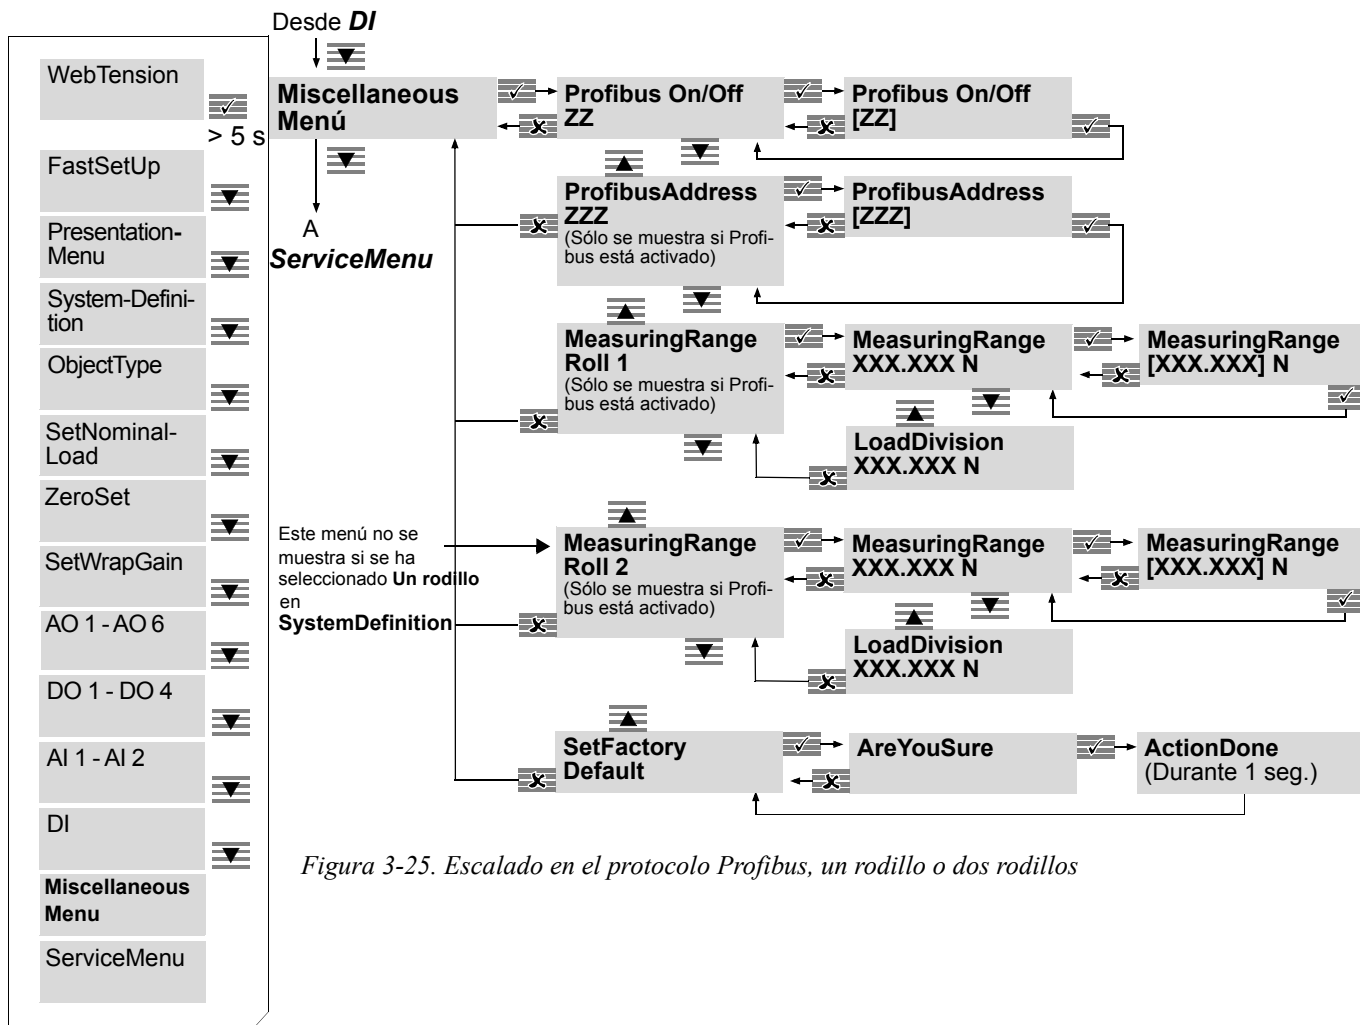 Desde DI
WebTension
> 5 s
FastSetUp
Presentation-
Menu
System-Defini-
tion
ObjectType
SetNominal-
Load
ZeroSet
SetWrapGain
AO 1 - AO 6
DO 1 - DO 4
AI 1 - AI 2
DI
Miscellaneous
Menu
ServiceMenu
Miscellaneous
Menú
A
ServiceMenu
Profibus On/Off
ZZ
Profibus On/Off
[ZZ]
ProfibusAddress
ZZZ
(Sólo se muestra si Profi-
bus está activado)
ProfibusAddress
[ZZZ]
MeasuringRange
Roll 1
(Sólo se muestra si Profi-
bus está activado)
MeasuringRange
XXX.XXX N
MeasuringRange
[XXX.XXX] N
LoadDivision
XXX.XXX N
Este menú no se
muestra si se ha
seleccionado Un rodillo
en
SystemDefinition
MeasuringRange
Roll 2
(Sólo se muestra si Profi-
bus está activado)
MeasuringRange
XXX.XXX N
MeasuringRange
[XXX.XXX] N
LoadDivision
XXX.XXX N
SetFactory
Default
AreYouSure
ActionDone
(Durante 1 seg.)
Figura 3-25. Escalado en el protocolo Profibus, un rodillo o dos rodillos